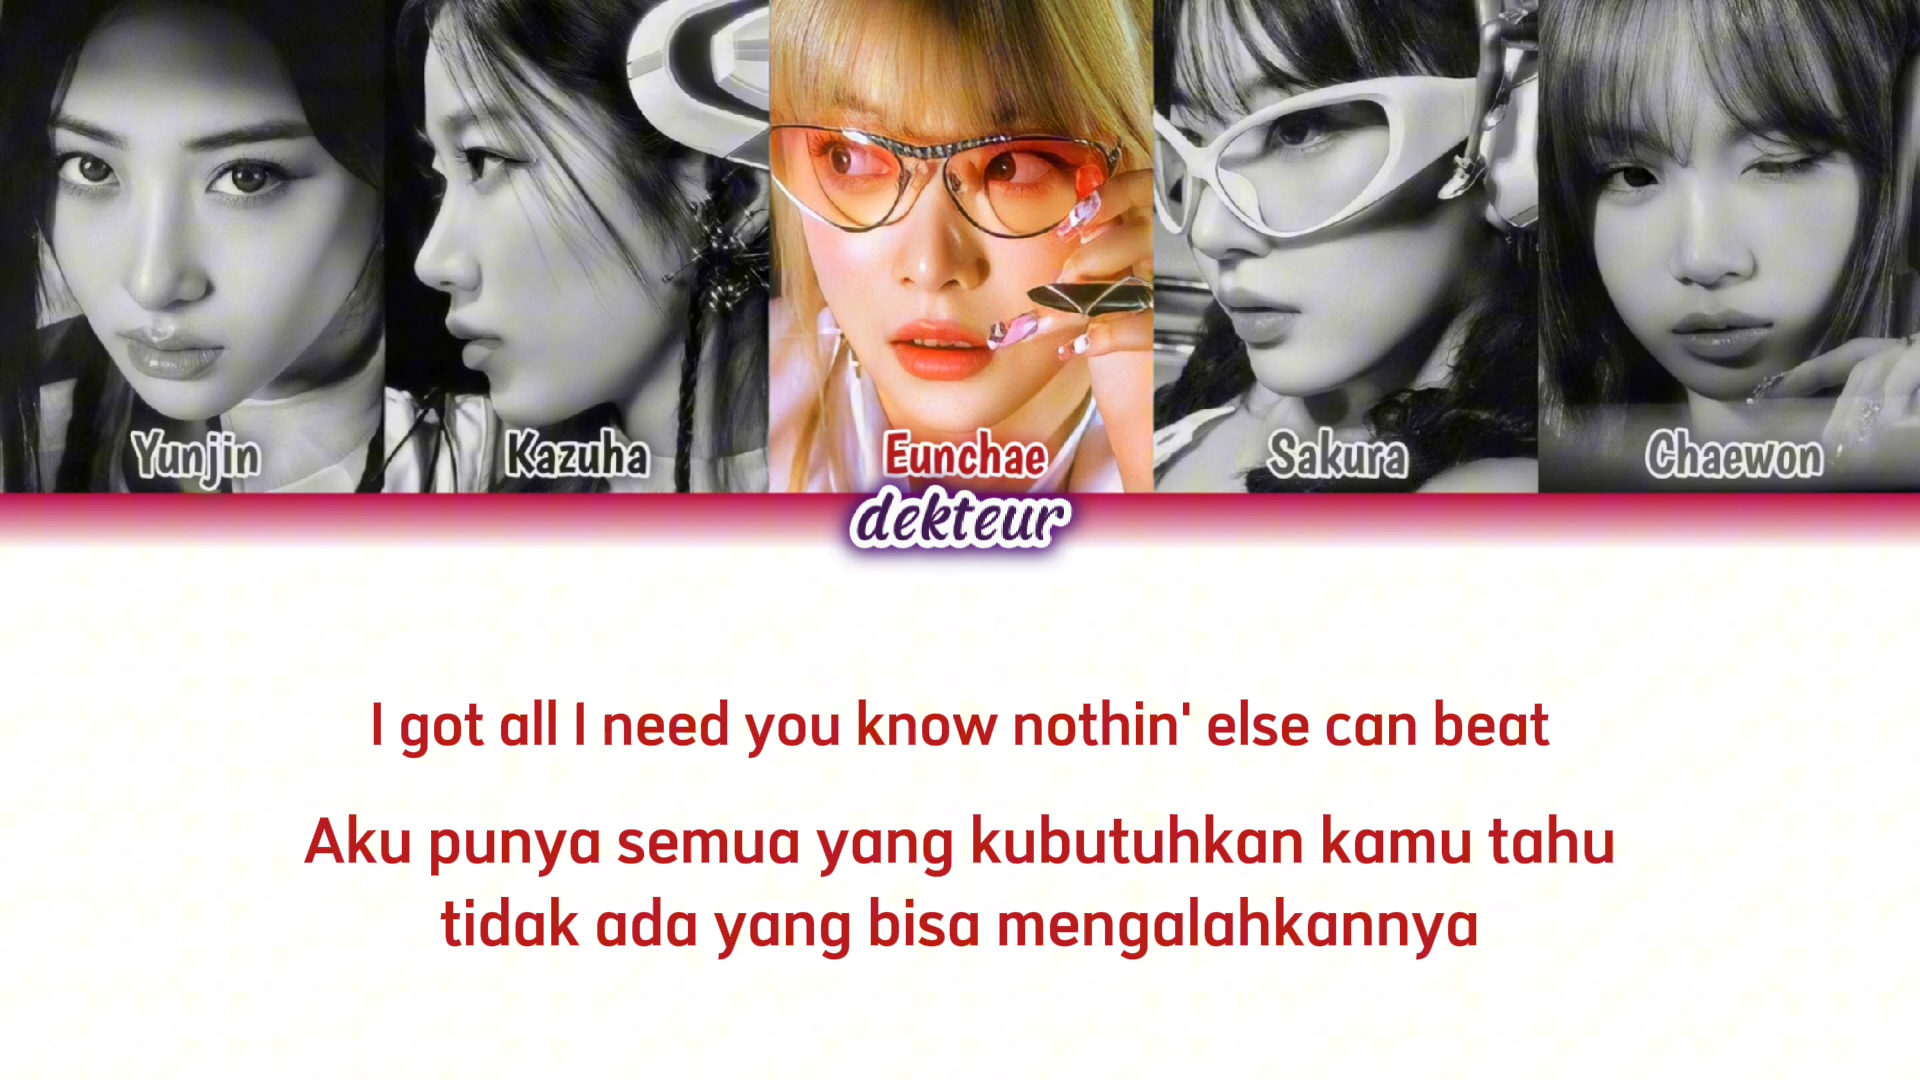 Yunjin
Kazuha
Eunchae
Sakura
Chaewon
dekteur
I got all I need you know nothin' else can beat
Aku punya semua yang kubutuhkan kamu tahu
tidak ada yang bisa mengalahkannya